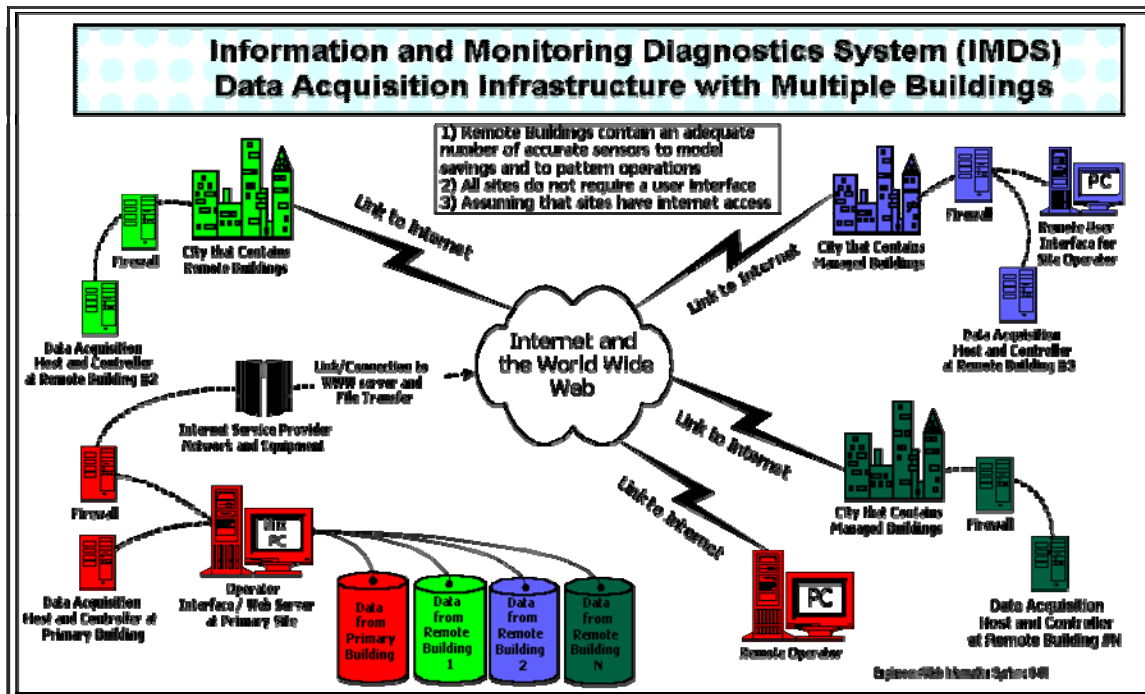 Information and Monitoring Diagnostics System (IMDS)
Data Acquisition Infrastructure with Multiple Buildings
1) Remote Buildings contain an adequate
number of accurate sensors to model
savings and to pattern operations
2) All sites do not require a user interface
3) Assuming that sites have internet access
Firewall
City that Contains
Remote Buildings
Link to Internet
Data Acquisition
Host and Controller
at Remote Building #2
City that Contains
Managed Buildings
Link to Internet
Firewall
PC
Remote User
Interface for
Site Operator
Data Acquisition
Host and Controller
at Remote Building #3
Internet and
the World Wide
Web
Link/Connection to
WWW server and
File Transfer
Internet Service Provider
Network and Equipment
Firewall
Data Acquisition
Host and Controller at
Primary Building
PC
Operator
Interface/ Web Server
at Primary Site
Data
from
Primary
Building
Data
from
Remote
Building
1
Data
from
Remote
Building
2
Data
from
Remote
Building
N
Link to Internet
PC
Remote Operator
Link to Internet
City that Contains
Managed Buildings
Firewall
Data Acquisition
Host and Controller
at Remote Building #N